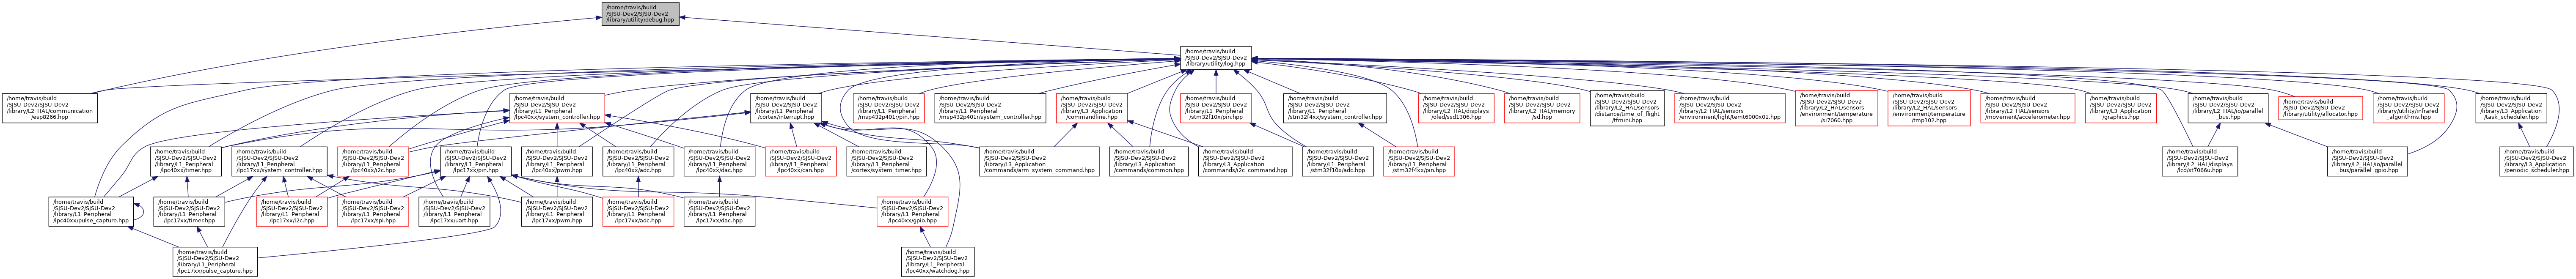 /home/travis/build
/SJSU-Dev2/SJSU-Dev2
/library/utility/debug.hpp
/home/travis/build
/SJSU-Dev2/SJSU-Dev2
/library/utility/log.hpp
/home/travis/build
/SJSU-Dev2/SJSU-Dev2
/library/L2_HAL/communication
/esp8266.hpp
/home/travis/build
/SJSU-Dev2/SJSU-Dev2
/library/L1_Peripheral
/lpc40xx/system_controller.hpp
/home/travis/build
/SJSU-Dev2/SJSU-Dev2
/library/L1_Peripheral
/cortex/interrupt.hpp
/home/travis/build
/SJSU-Dev2/SJSU-Dev2
/library/L1_Peripheral
/msp432p401r/pin.hpp
/home/travis/build
/SJSU-Dev2/SJSU-Dev2
/library/L1_Peripheral
/msp432p401r/system_controller.hpp
/home/travis/build
/SJSU-Dev2/SJSU-Dev2
/library/L3_Application
/commandline.hpp
/home/travis/build
/SJSU-Dev2/SJSU-Dev2
/library/L1_Peripheral
/stm32f10x/pin.hpp
/home/travis/build
/SJSU-Dev2/SJSU-Dev2
/library/L1_Peripheral
/stm32f4xx/system_controller.hpp
/home/travis/build
/SJSU-Dev2/SJSU-Dev2
/library/L2_HAL/displays
/oled/ssd1306.hpp
/home/travis/build
/SJSU-Dev2/SJSU-Dev2
/library/L2_HAL/memory
/sd.hpp
/home/travis/build
/SJSU-Dev2/SJSU-Dev2
/library/L2_HAL/sensors
/distance/time_of_flight
/tfmini.hpp
/home/travis/build
/SJSU-Dev2/SJSU-Dev2
/library/L2_HAL/sensors
/environment/light/temt6000x01.hpp
/home/travis/build
/SJSU-Dev2/SJSU-Dev2
/library/L2_HAL/sensors
/environment/temperature
/si7060.hpp
/home/travis/build
/SJSU-Dev2/SJSU-Dev2
/library/L2_HAL/sensors
/environment/temperature
/tmp102.hpp
/home/travis/build
/SJSU-Dev2/SJSU-Dev2
/library/L2_HAL/sensors
/movement/accelerometer.hpp
/home/travis/build
/SJSU-Dev2/SJSU-Dev2
/library/L3_Application
/graphics.hpp
/home/travis/build
/SJSU-Dev2/SJSU-Dev2
/library/L2_HAL/io/parallel
_bus.hpp
/home/travis/build
/SJSU-Dev2/SJSU-Dev2
/library/utility/allocator.hpp
/home/travis/build
/SJSU-Dev2/SJSU-Dev2
/library/utility/infrared
_algorithms.hpp
/home/travis/build
/SJSU-Dev2/SJSU-Dev2
/library/L3_Application
/task_scheduler.hpp
/home/travis/build
/SJSU-Dev2/SJSU-Dev2
/library/L1_Peripheral
/lpc40xx/timer.hpp
/home/travis/build
/SJSU-Dev2/SJSU-Dev2
/library/L1_Peripheral
/lpc17xx/system_controller.hpp
/home/travis/build
/SJSU-Dev2/SJSU-Dev2
/library/L1_Peripheral
/lpc40xx/i2c.hpp
/home/travis/build
/SJSU-Dev2/SJSU-Dev2
/library/L1_Peripheral
/lpc17xx/pin.hpp
/home/travis/build
/SJSU-Dev2/SJSU-Dev2
/library/L1_Peripheral
/lpc40xx/pwm.hpp
/home/travis/build
/SJSU-Dev2/SJSU-Dev2
/library/L1_Peripheral
/lpc40xx/adc.hpp
/home/travis/build
/SJSU-Dev2/SJSU-Dev2
/library/L1_Peripheral
/lpc40xx/dac.hpp
/home/travis/build
/SJSU-Dev2/SJSU-Dev2
/library/L1_Peripheral
/lpc40xx/can.hpp
/home/travis/build
/SJSU-Dev2/SJSU-Dev2
/library/L1_Peripheral
/cortex/system_timer.hpp
/home/travis/build
/SJSU-Dev2/SJSU-Dev2
/library/L3_Application
/commands/arm_system_command.hpp
/home/travis/build
/SJSU-Dev2/SJSU-Dev2
/library/L3_Application
/commands/common.hpp
/home/travis/build
/SJSU-Dev2/SJSU-Dev2
/library/L3_Application
/commands/i2c_command.hpp
/home/travis/build
/SJSU-Dev2/SJSU-Dev2
/library/L1_Peripheral
/stm32f10x/adc.hpp
/home/travis/build
/SJSU-Dev2/SJSU-Dev2
/library/L1_Peripheral
/stm32f4xx/pin.hpp
/home/travis/build
/SJSU-Dev2/SJSU-Dev2
/library/L2_HAL/displays
/lcd/st7066u.hpp
/home/travis/build
/SJSU-Dev2/SJSU-Dev2
/library/L2_HAL/io/parallel
_bus/parallel_gpio.hpp
/home/travis/build
/SJSU-Dev2/SJSU-Dev2
/library/L3_Application
/periodic_scheduler.hpp
/home/travis/build
/SJSU-Dev2/SJSU-Dev2
/library/L1_Peripheral
/lpc40xx/pulse_capture.hpp
/home/travis/build
/SJSU-Dev2/SJSU-Dev2
/library/L1_Peripheral
/lpc17xx/timer.hpp
/home/travis/build
/SJSU-Dev2/SJSU-Dev2
/library/L1_Peripheral
/lpc17xx/i2c.hpp
/home/travis/build
/SJSU-Dev2/SJSU-Dev2
/library/L1_Peripheral
/lpc17xx/spi.hpp
/home/travis/build
/SJSU-Dev2/SJSU-Dev2
/library/L1_Peripheral
/lpc17xx/uart.hpp
/home/travis/build
/SJSU-Dev2/SJSU-Dev2
/library/L1_Peripheral
/lpc17xx/pwm.hpp
/home/travis/build
/SJSU-Dev2/SJSU-Dev2
/library/L1_Peripheral
/lpc17xx/adc.hpp
/home/travis/build
/SJSU-Dev2/SJSU-Dev2
/library/L1_Peripheral
/lpc17xx/dac.hpp
/home/travis/build
/SJSU-Dev2/SJSU-Dev2
/library/L1_Peripheral
/lpc40xx/gpio.hpp
/home/travis/build
/SJSU-Dev2/SJSU-Dev2
/library/L1_Peripheral
/lpc17xx/pulse_capture.hpp
/home/travis/build
/SJSU-Dev2/SJSU-Dev2
/library/L1_Peripheral
/lpc40xx/watchdog.hpp